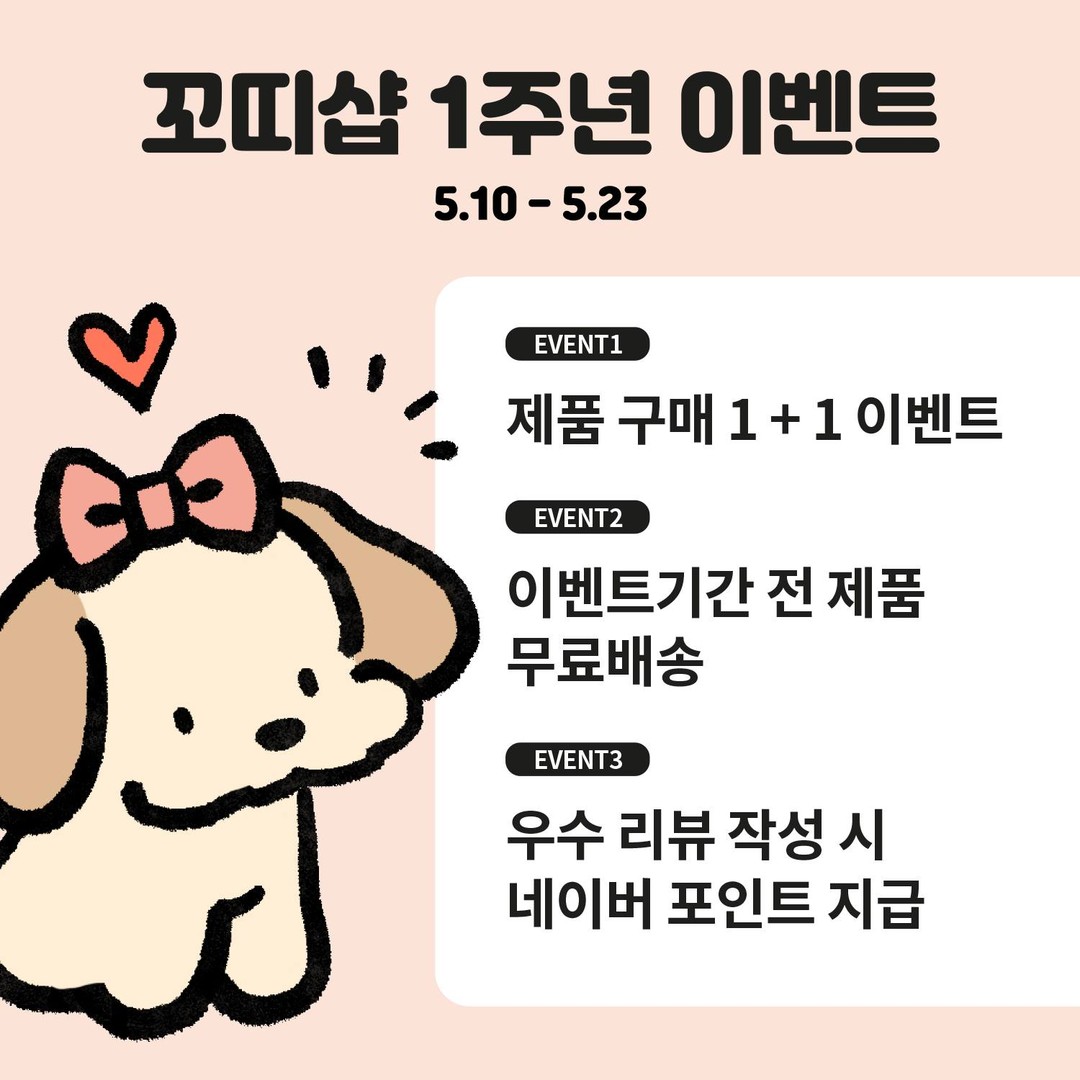 꼬띠샵 1주년 이벤트
5.10 – 5.23
EVENT1
제품 구매 1 + 1 이벤트
EVENT2
이벤트기간 전 제품
무료배송
EVENT3
우수 리뷰 작성 시
네이버 포인트 지급